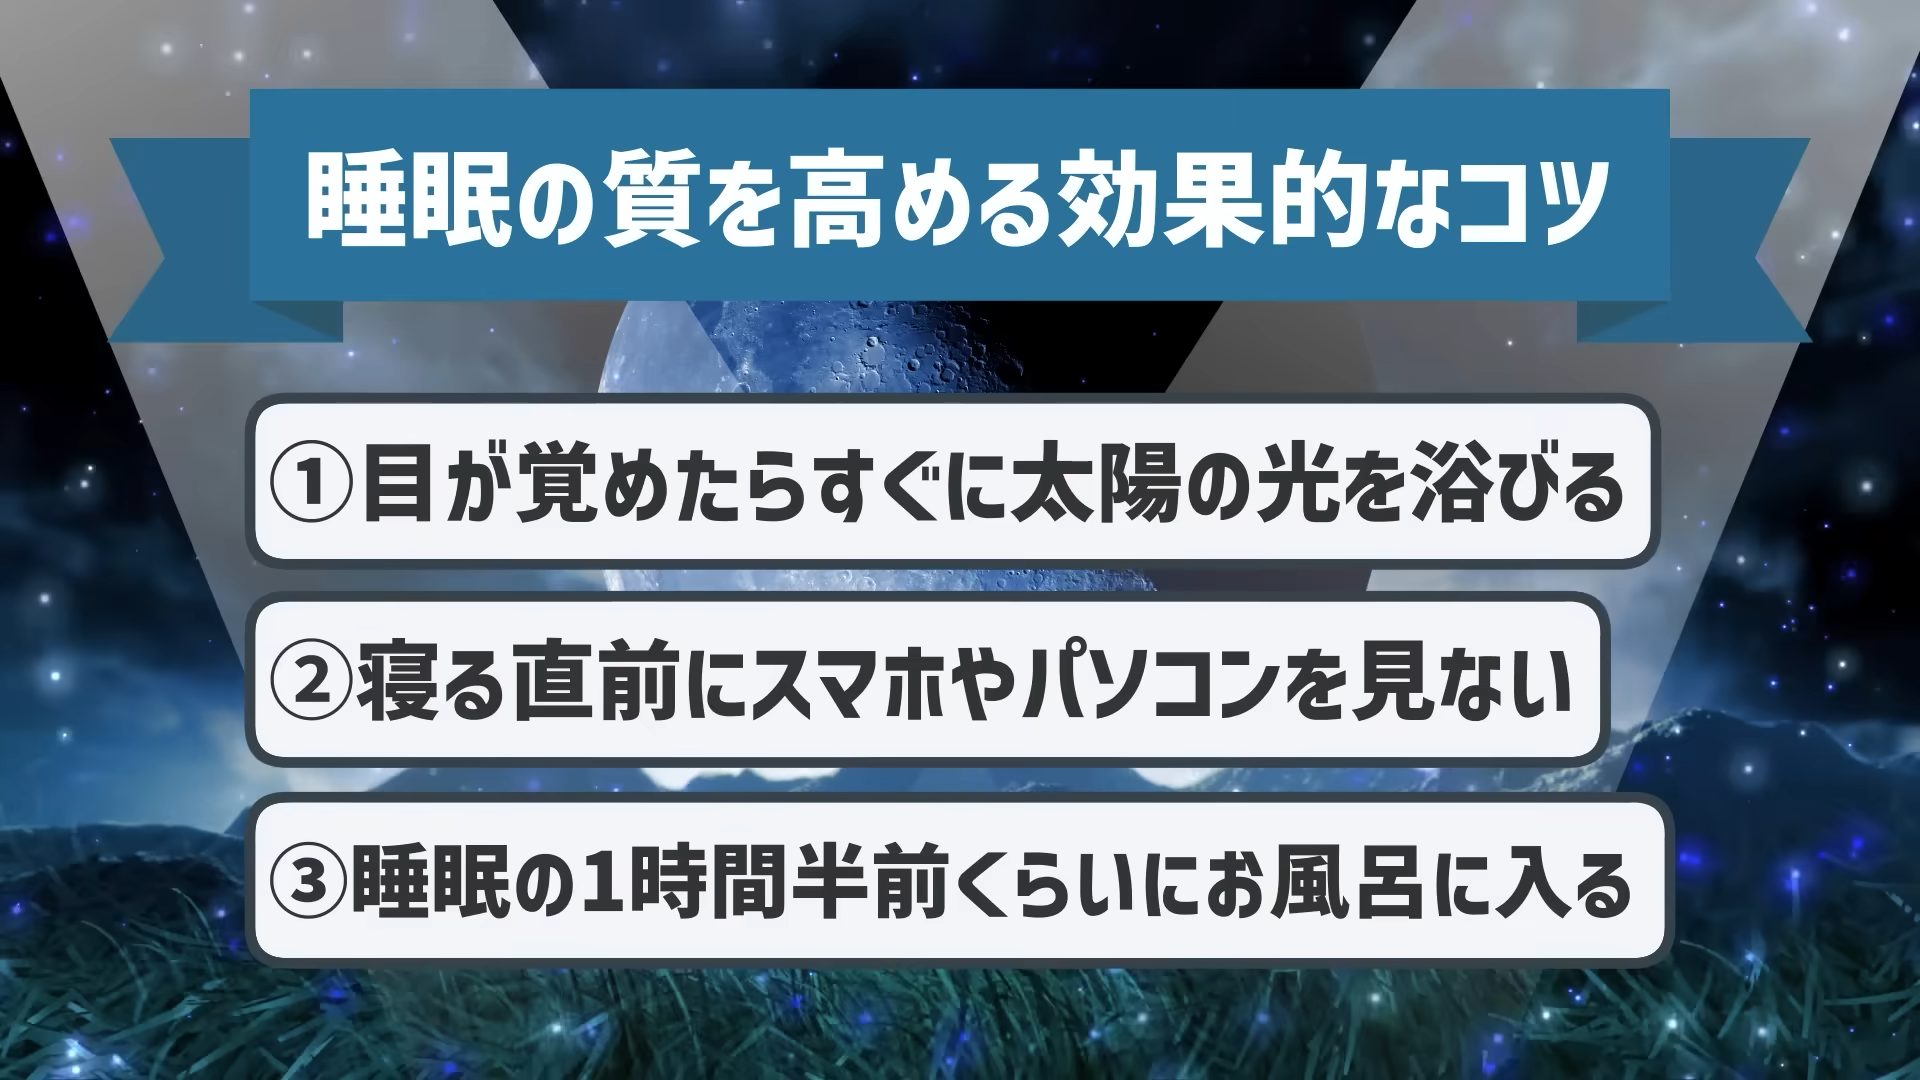 睡眠の質を高める効果的なコツ
①目が覚めたらすぐに太陽の光を浴びる
②寝る直前にスマホやパソコンを見ない
③睡眠の1時間半前くらいにお風呂に入る